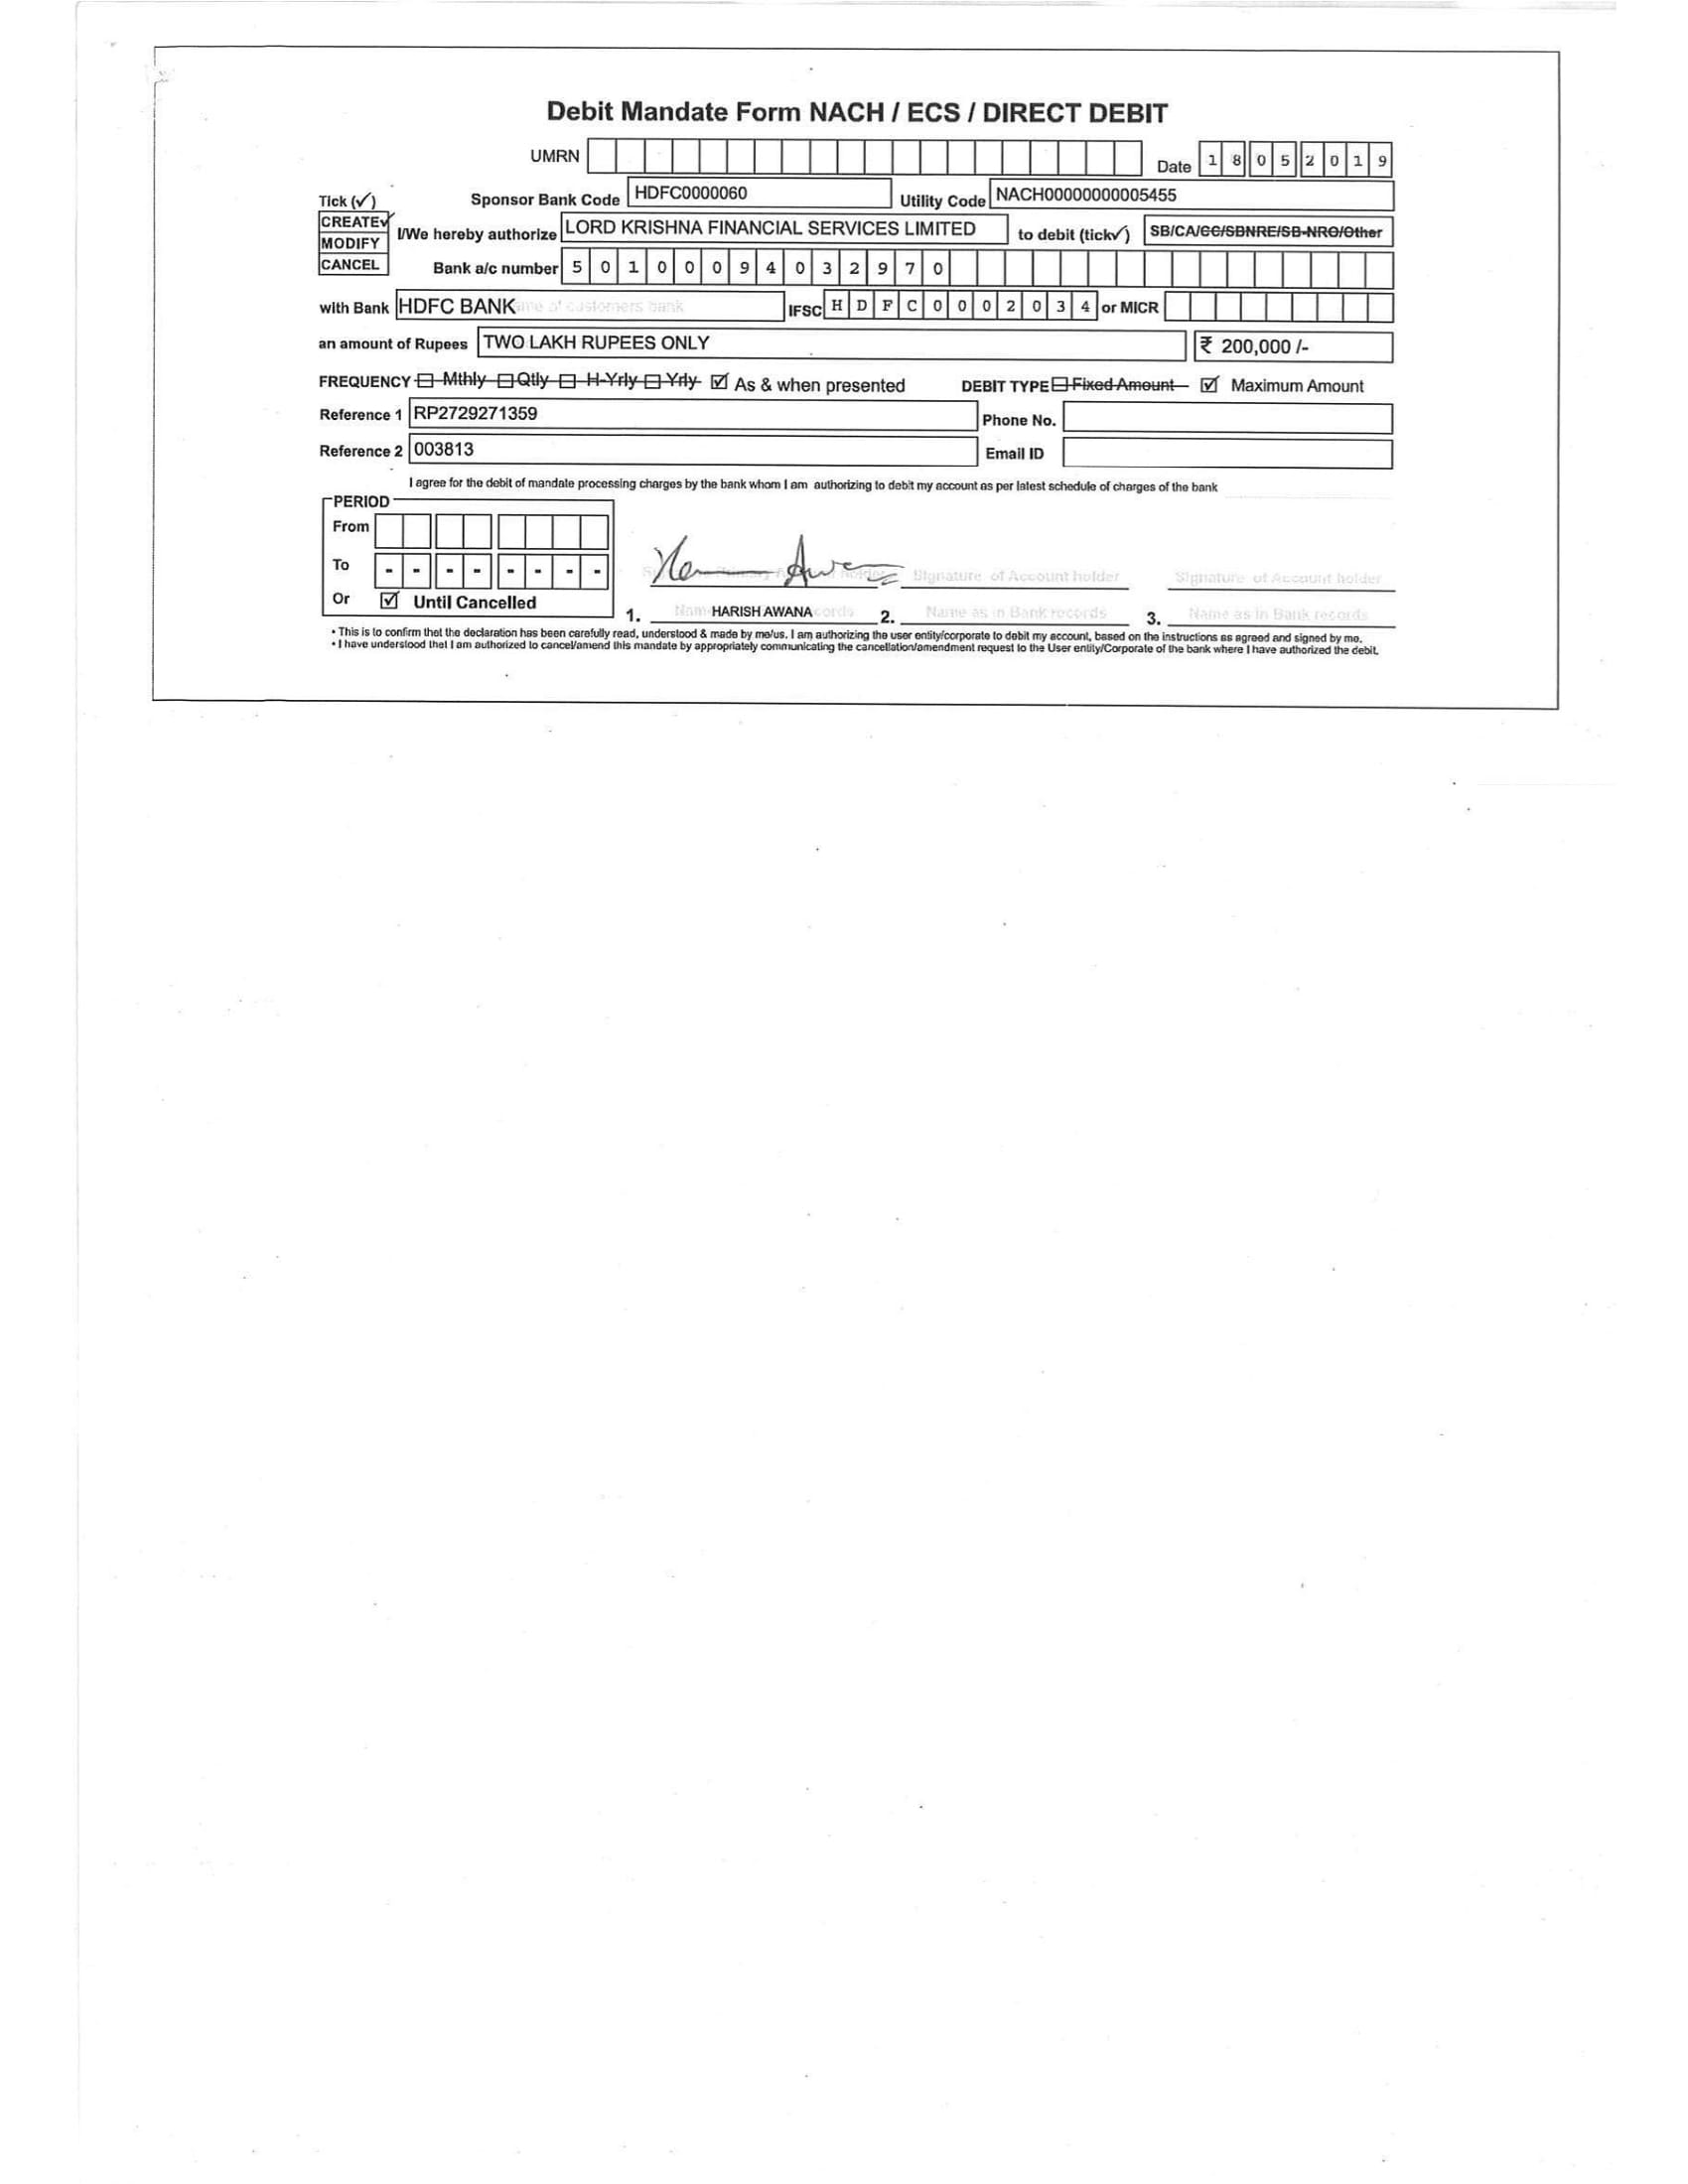 Debit Mandate Form NACH / ECS / DIRECT DEBIT
UMRN Date 1 8 0 5 2 0 1 9
Tick (✓) Sponsor Bank Code HDFC0000060 Utility Code NACH00000000005455
CREATE✓
MODIFY
CANCEL
I/We hereby authorize LORD KRISHNA FINANCIAL SERVICES LIMITED to debit (tick✓) SB/CA/CC/SBNRE/SB-NRO/Other
Bank a/c number 5 0 1 0 0 0 9 4 0 3 2 9 7 0
with Bank HDFC BANK of customers bank IFSC H D F C 0 0 0 2 0 3 4 or MICR
an amount of Rupees TWO LAKH RUPEES ONLY ₹ 200,000 /-
FREQUENCY ☐ Mthly ☐ Qtly ☐ H-Yrly ☐ Yrly ☑ As & when presented DEBIT TYPE ☐ Fixed Amount ☑ Maximum Amount
Reference 1 RP2729271359 Phone No.
Reference 2 003813 Email ID
I agree for the debit of mandate processing charges by the bank whom I am authorizing to debit my account as per latest schedule of charges of the bank
PERIOD
From
To - - - - - - - -
Or ☑ Until Cancelled
Signature of Account holder Signature of Account holder
1. HARISH AWANA 2. Name as in Bank records 3. Name as in Bank records
• This is to confirm that the declaration has been carefully read, understood & made by me/us. I am authorizing the user entity/corporate to debit my account, based on the instructions as agreed and signed by me.
• I have understood that I am authorized to cancel/amend this mandate by appropriately communicating the cancellation/amendment request to the User entity/Corporate of the bank where I have authorized the debit.